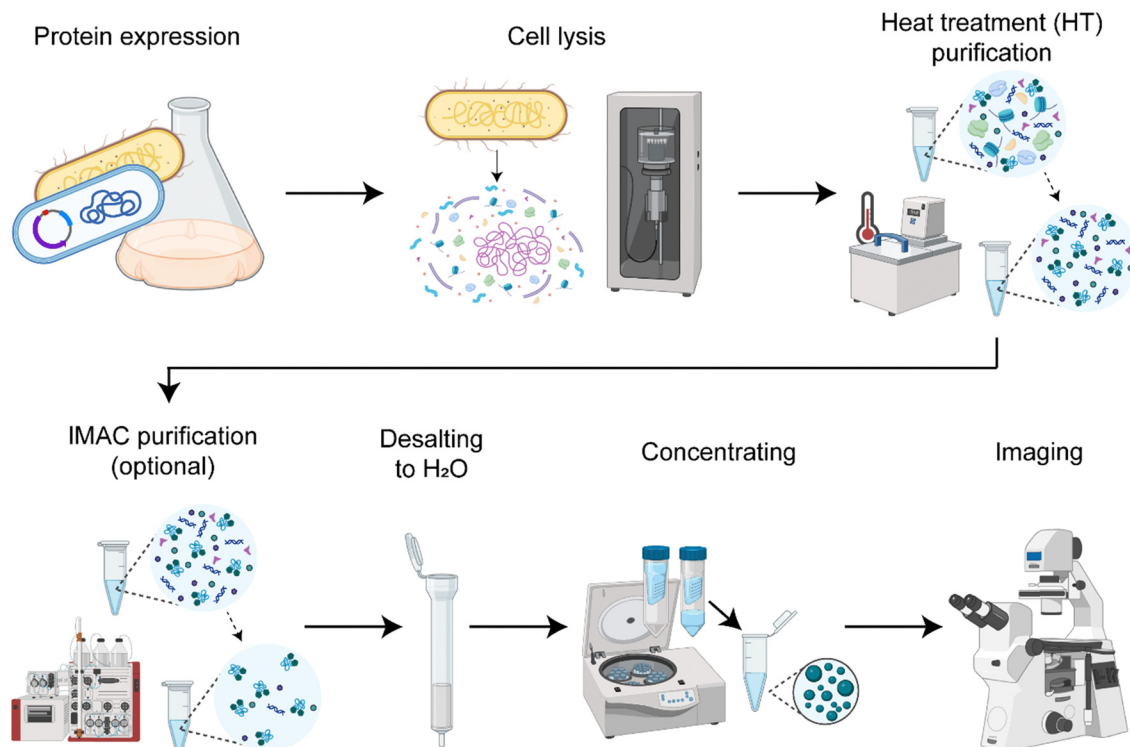 Protein expression
Cell lysis
Heat treatment (HT)
purification
IMAC purification
(optional)
Desalting
to H₂O
Concentrating
Imaging